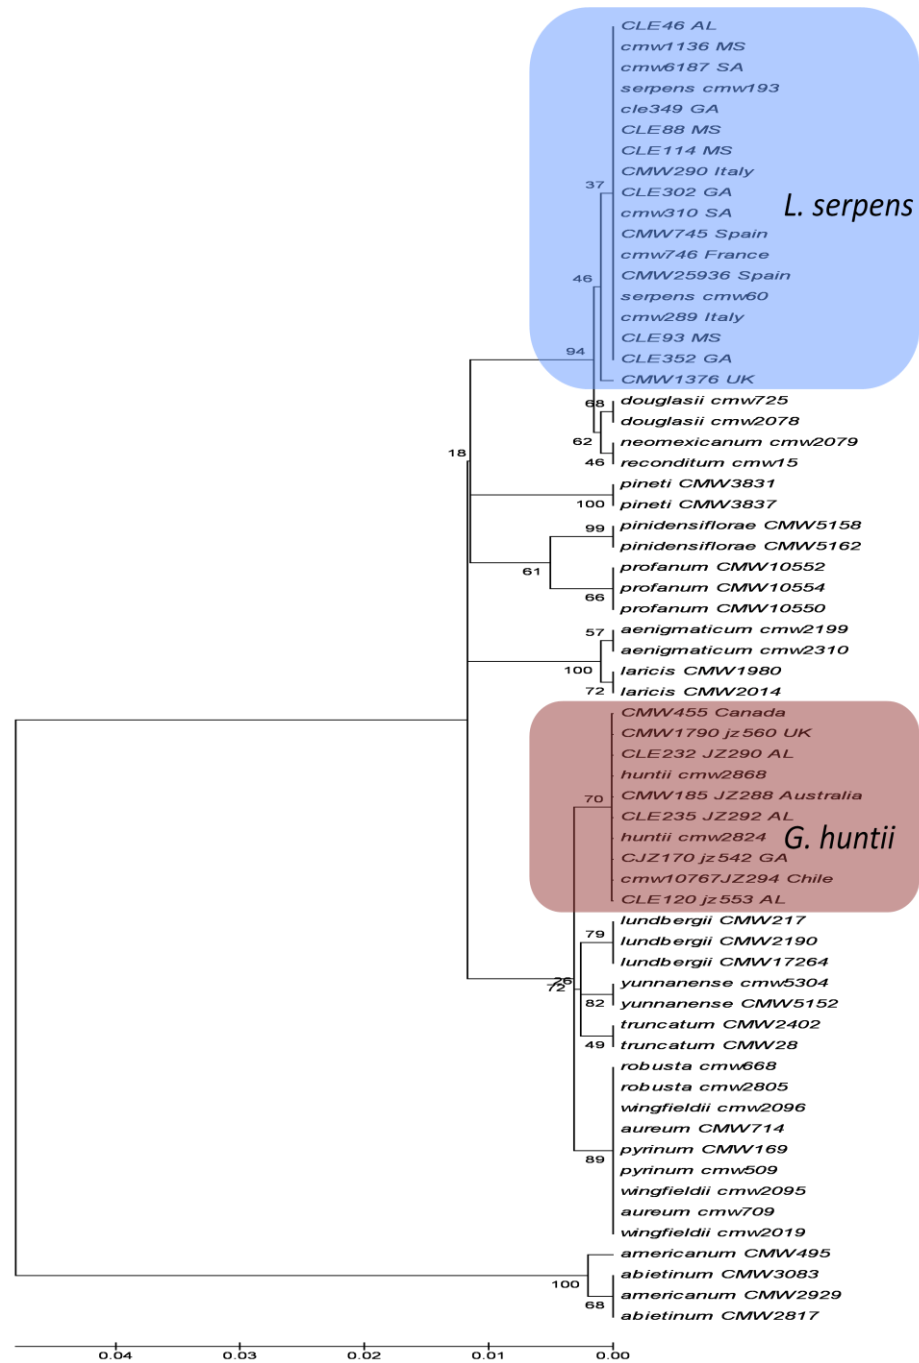 CLE46 AL
cmw1136 MS
cmw6187 SA
serpens cmw193
cle349 GA
CLE88 MS
CLE114 MS
CMW290 Italy
37
CLE302 GA
L. serpens
cmw310 SA
CMW745 Spain
cmw746 France
46
CMW25936 Spain
serpens cmw60
cmw289 Italy
CLE93 MS
94
CLE352 GA
CMW1376 UK
68
douglasii cmw725
douglasii cmw2078
62
neomexicanum cmw2079
18
46
reconditum cmw15
pineti CMW3831
100
pineti CMW3837
99
pinidensiflorae CMW5158
pinidensiflorae CMW5162
61
profanum CMW10552
profanum CMW10554
66
profanum CMW10550
57
aenigmaticum cmw2199
aenigmaticum cmw2310
100
laricis CMW1980
72
laricis CMW2014
CMW455 Canada
CMW1790 jz560 UK
CLE232 JZ290 AL
huntii cmw2868
70
CMW185 JZ288 Australia
CLE235 JZ292 AL
huntii cmw2824
G. huntii
CJZ170 jz542 GA
cmw10767JZ294 Chile
CLE120 jz553 AL
lundbergii CMW217
79
lundbergii CMW2190
lundbergii CMW17264
26
72
yunnanense cmw5304
82
yunnanense CMW5152
truncatum CMW2402
49
truncatum CMW28
robusta cmw668
robusta cmw2805
wingfieldii cmw2096
aureum CMW714
pyrinum CMW169
89
pyrinum cmw509
wingfieldii cmw2095
aureum cmw709
wingfieldii cmw2019
americanum CMW495
100
abietinum CMW3083
americanum CMW2929
68
abietinum CMW2817
0.04 0.03 0.02 0.01 0.00